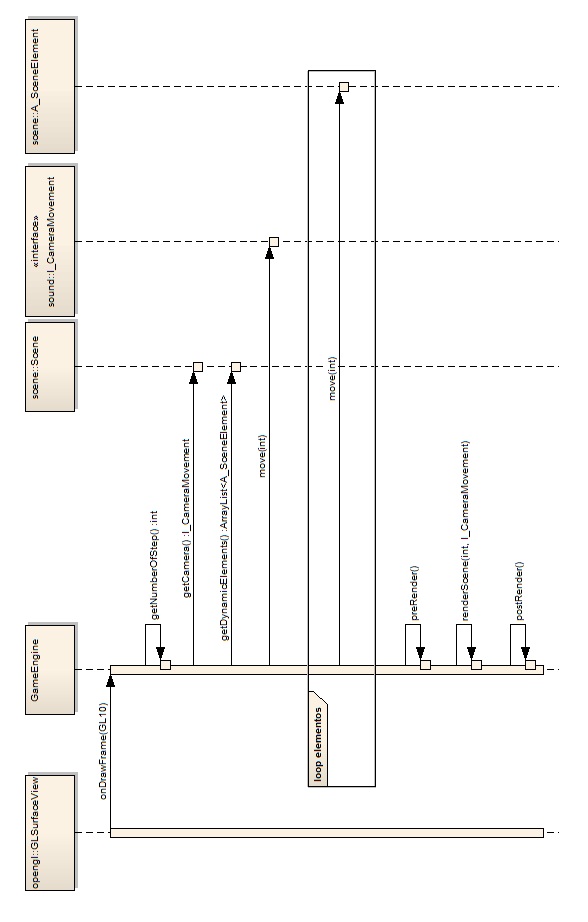 opengl::GLSurfaceView
GameEngine
scene::Scene
«interface»
sound::I_CameraMovement
scene::A_SceneElement
onDrawFrame(GL10)
getNumberOfStep() :int
getCamera() :I_CameraMovement
getDynamicElements() :ArrayList<A_SceneElement>
move(int)
loop elementos
move(int)
preRender()
renderScene(int, I_CameraMovement)
postRender()